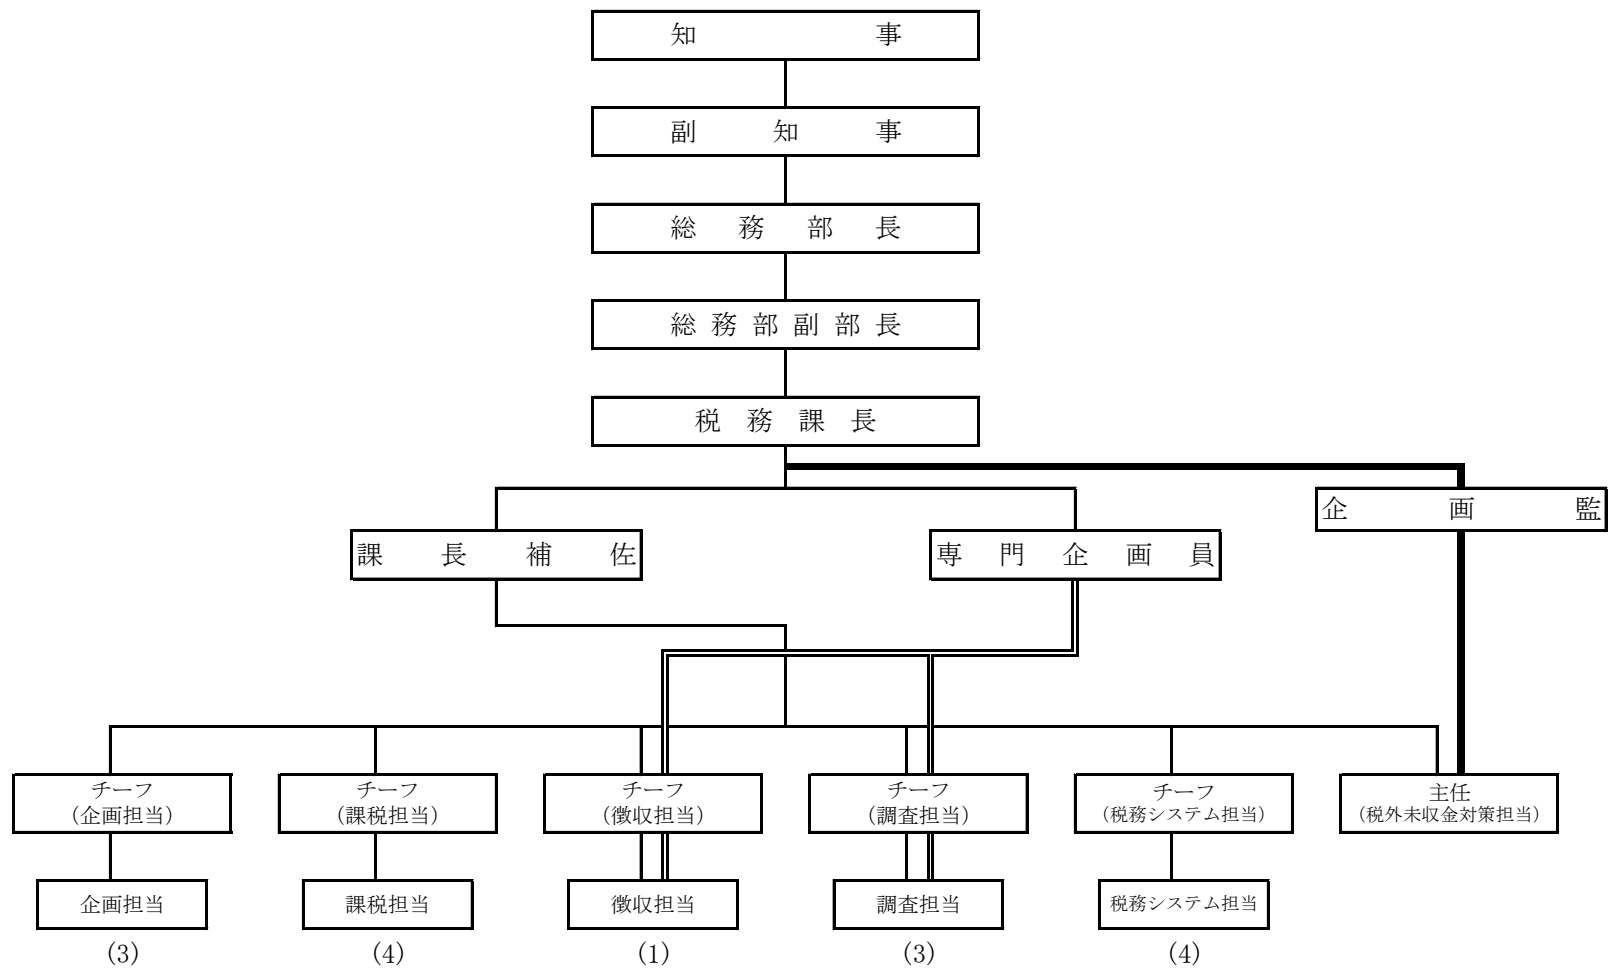 知事
副知事
総務部長
総務部副部長
税務課長
企画監
課長補佐
専門企画員
チーフ
（企画担当）
チーフ
（課税担当）
チーフ
（徴収担当）
チーフ
（調査担当）
チーフ
（税務システム担当）
主任
（税外未収金対策担当）
企画担当
課税担当
徴収担当
調査担当
税務システム担当
（3）
（4）
（1）
（3）
（4）